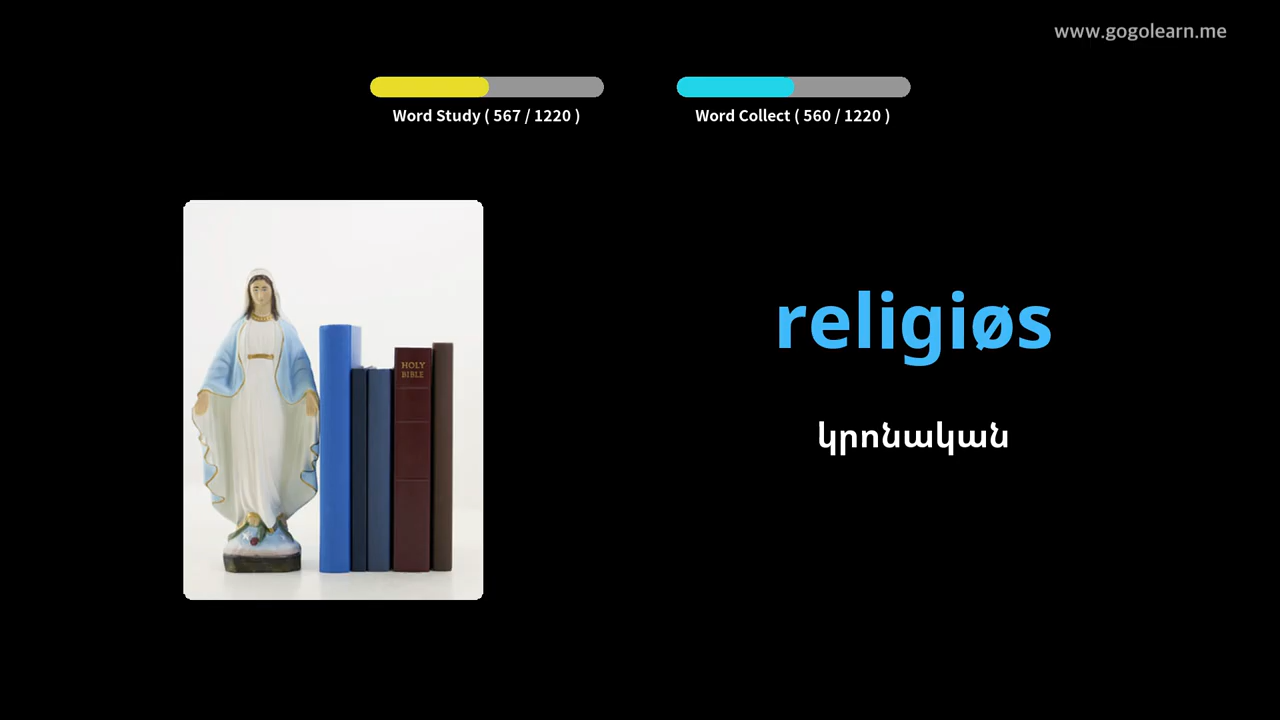 www.gogolearn.me
Word Study ( 567 / 1220 )
Word Collect ( 560 / 1220 )
HOLY
BIBLE
religiøs
կրոնական